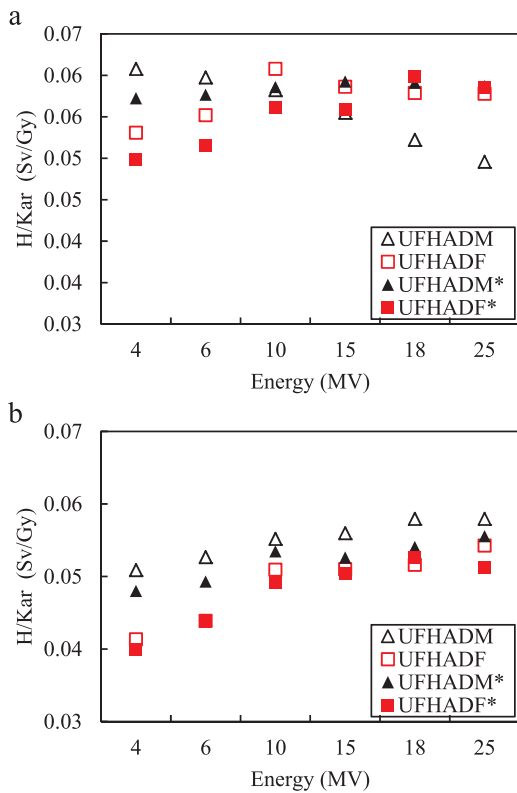 a
0.07
0.06
0.06
0.05
0.05
0.04
0.04
0.03
H/Kar (Sv/Gy)
UFHADM
UFHADF
UFHADM*
UFHADF*
4 6 10 15 18 25
Energy (MV)
b
0.07
0.06
0.05
0.04
0.03
H/Kar (Sv/Gy)
UFHADM
UFHADF
UFHADM*
UFHADF*
4 6 10 15 18 25
Energy (MV)